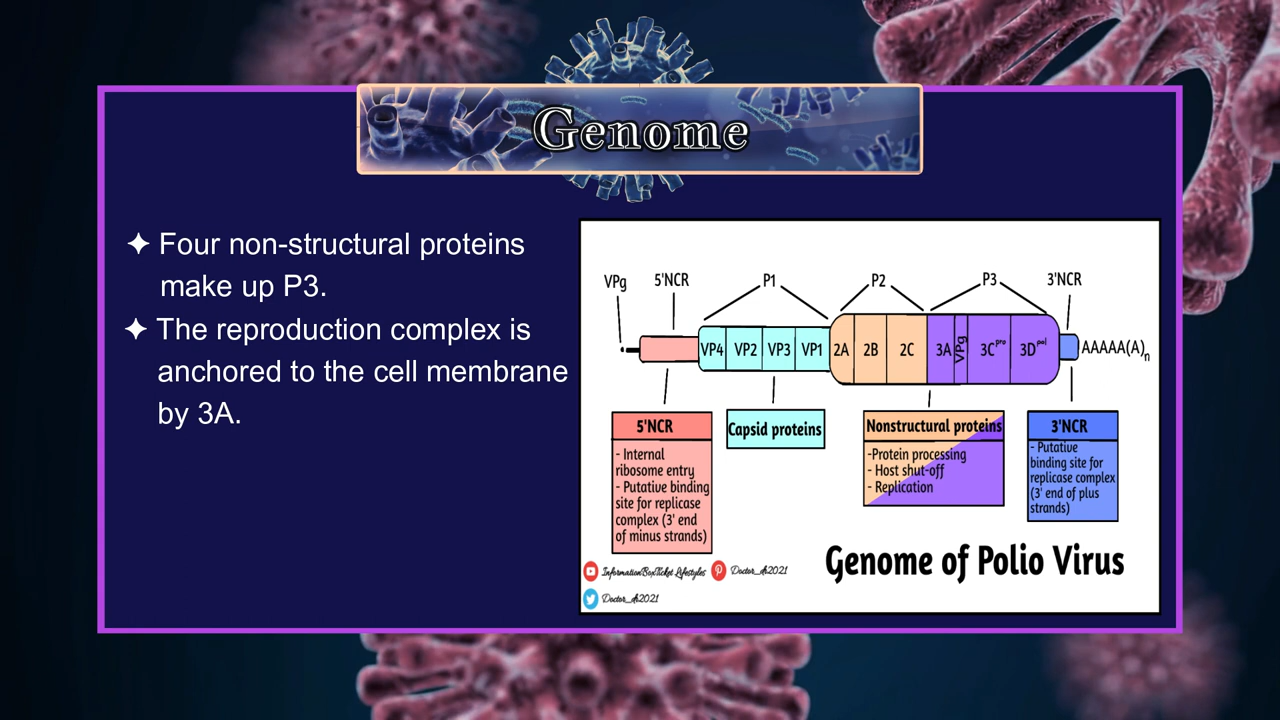 Genome
✦ Four non-structural proteins
make up P3.
✦ The reproduction complex is
anchored to the cell membrane
by 3A.
VPg 5'NCR P1 P2 P3 3'NCR
VP4 VP2 VP3 VP1 2A 2B 2C 3A VPg 3Cpro 3Dpol AAAAA(A)n
5'NCR
- Internal
ribosome entry
- Putative binding
site for replicase
complex (3' end
of minus strands)
Capsid proteins
Nonstructural proteins
-Protein processing
- Host shut-off
- Replication
3'NCR
- Putative
binding site for
replicase complex
(3' end of plus
strands)
Genome of Polio Virus
InformationBoxTicket Lifestyles Doctor_As2021
Doctor_As2021